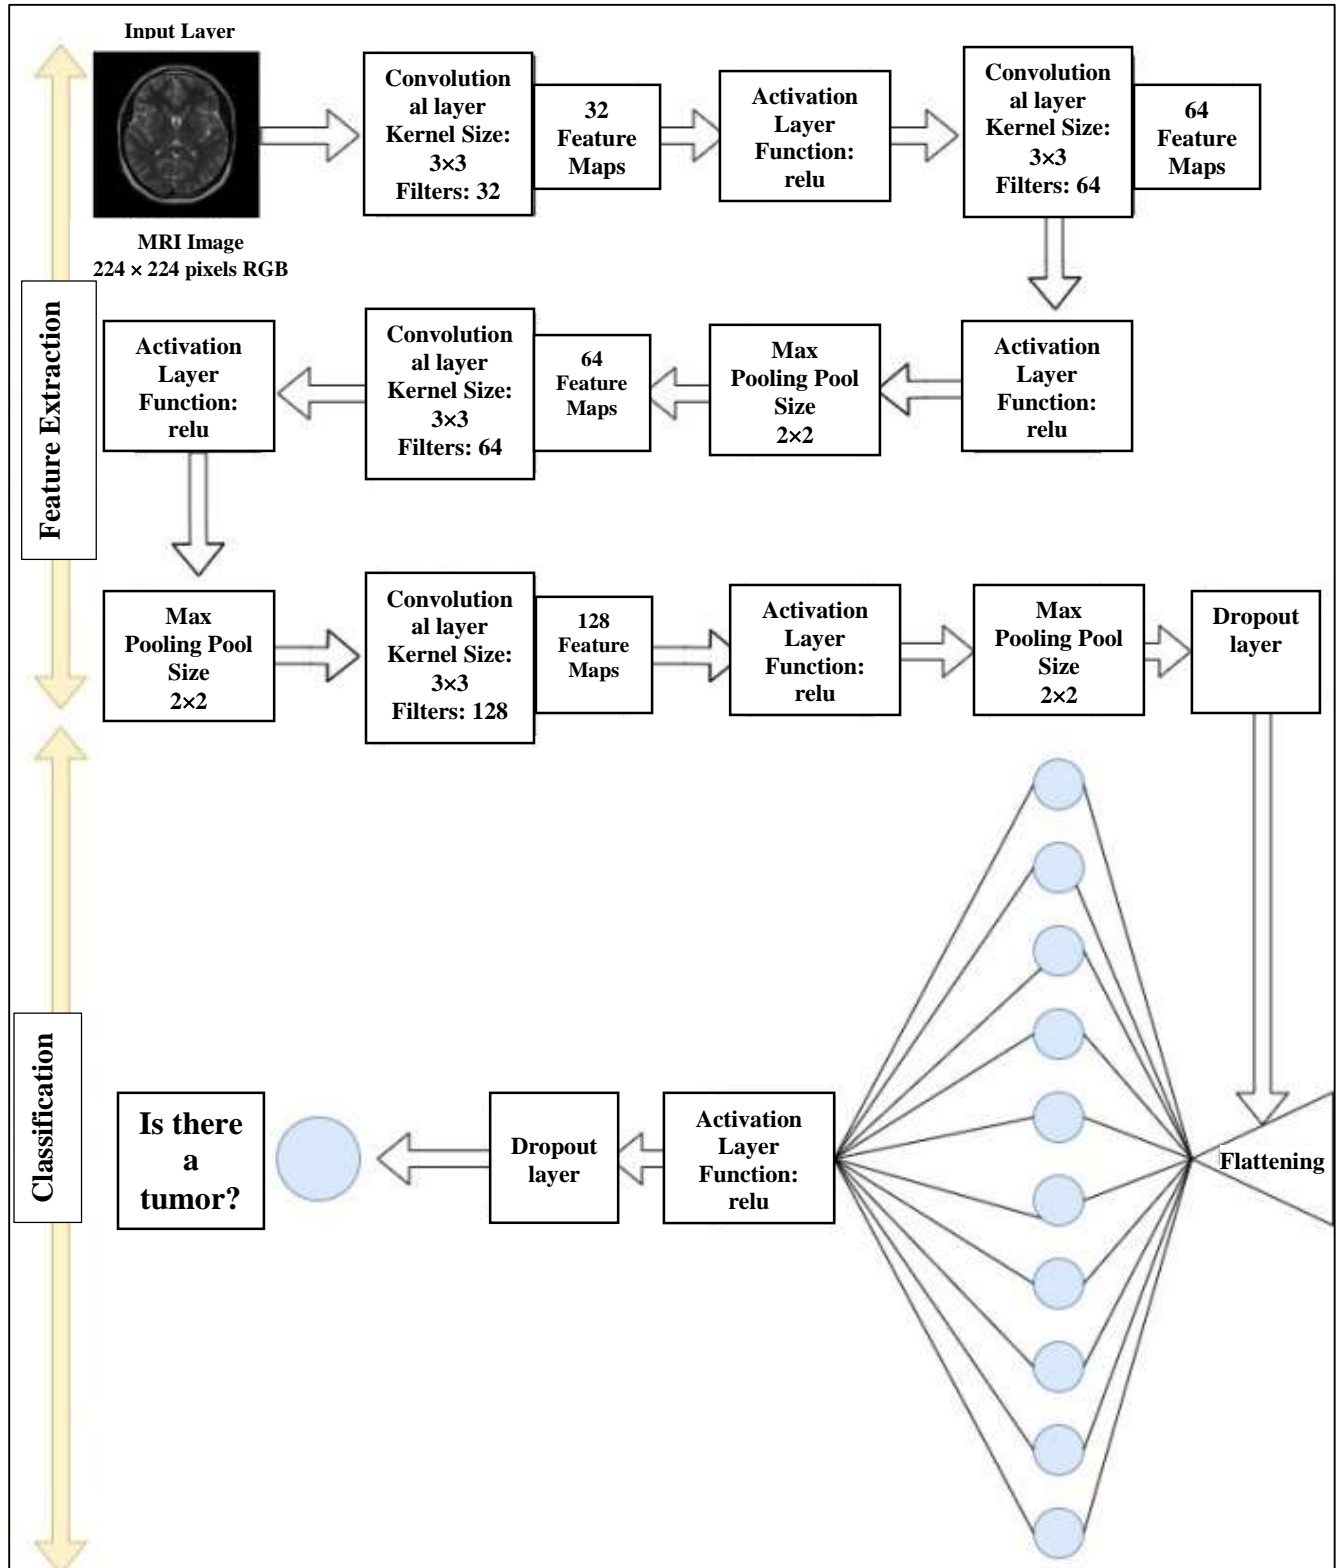 Input Layer
MRI Image
224 × 224 pixels RGB
Convolution
al layer
Kernel Size:
3×3
Filters: 32
32
Feature
Maps
Activation
Layer
Function:
relu
Convolution
al layer
Kernel Size:
3×3
Filters: 64
64
Feature
Maps
Activation
Layer
Function:
relu
Max
Pooling Pool
Size
2×2
64
Feature
Maps
Convolution
al layer
Kernel Size:
3×3
Filters: 64
Activation
Layer
Function:
relu
Feature Extraction
Max
Pooling Pool
Size
2×2
Convolution
al layer
Kernel Size:
3×3
Filters: 128
128
Feature
Maps
Activation
Layer
Function:
relu
Max
Pooling Pool
Size
2×2
Dropout
layer
Flattening
Activation
Layer
Function:
relu
Dropout
layer
Is there
a
tumor?
Classification